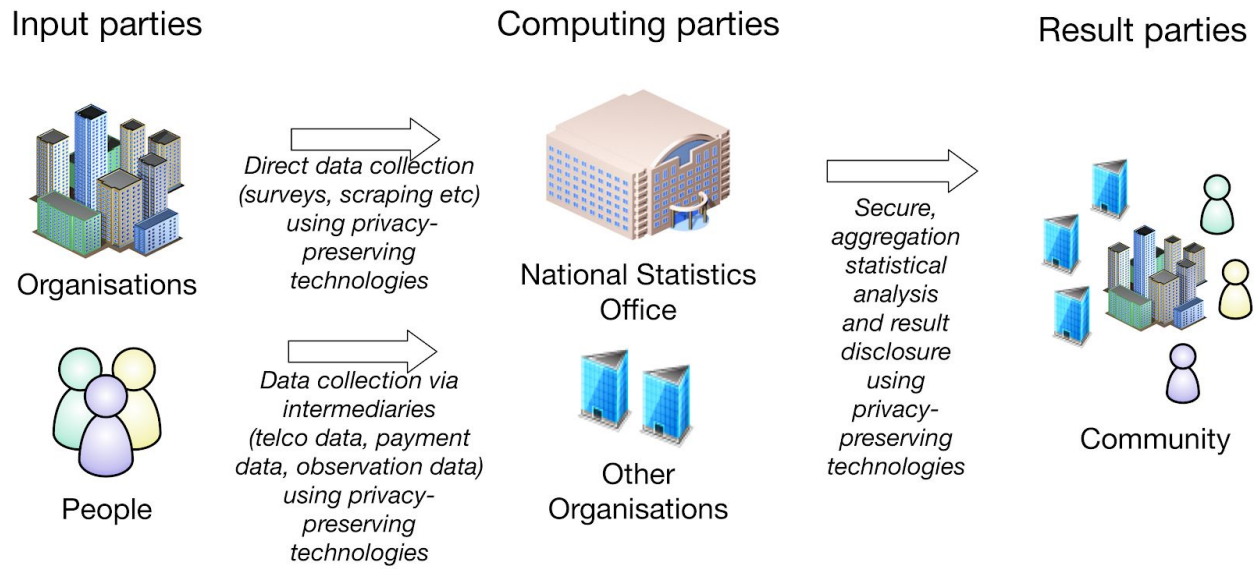 Input parties
Computing parties
Result parties
Organisations
Direct data collection
(surveys, scraping etc)
using privacy-
preserving
technologies
People
Data collection via
intermediaries
(telco data, payment
data, observation data)
using privacy-
preserving
technologies
National Statistics
Office
Other
Organisations
Secure,
aggregation
statistical
analysis
and result
disclosure
using
privacy-
preserving
technologies
Community